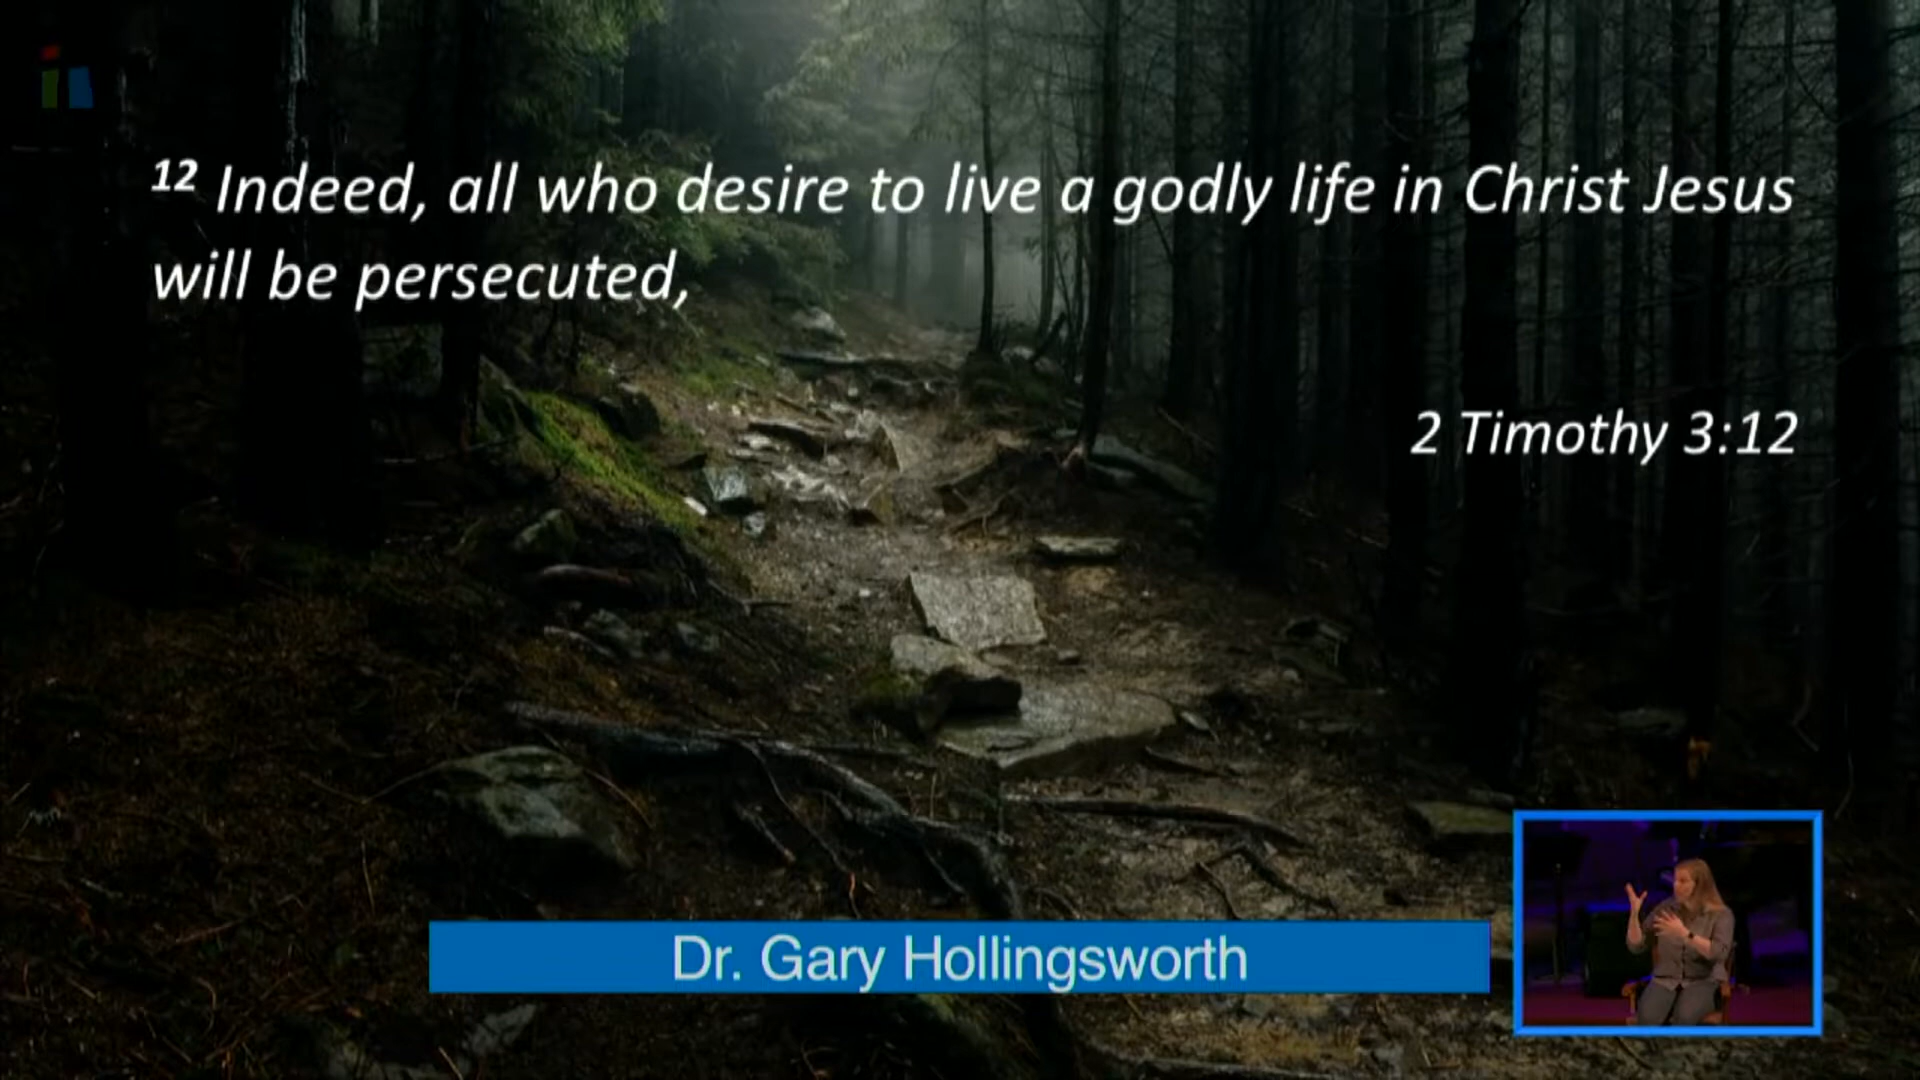 12 Indeed, all who desire to live a godly life in Christ Jesus
will be persecuted,
2 Timothy 3:12
Dr. Gary Hollingsworth